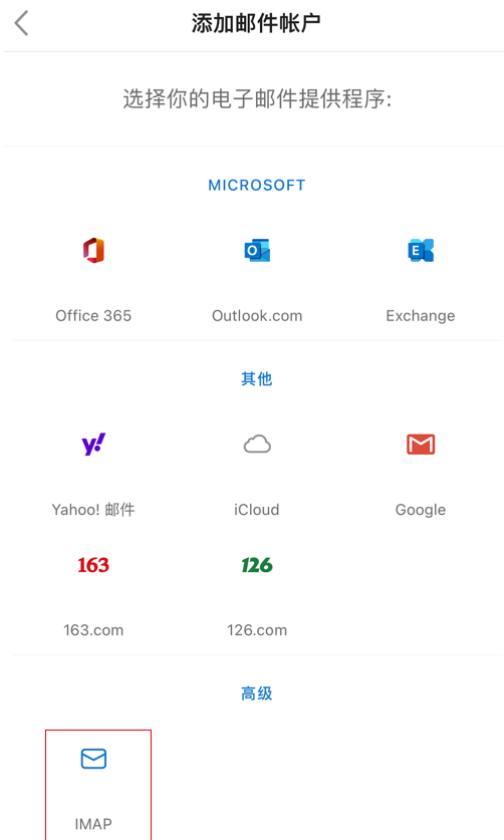 添加邮件帐户
选择你的电子邮件提供程序:
MICROSOFT
O E
Office 365 Outlook.com Exchange
其他
y!
Yahoo! 邮件 iCloud Google
163 126
163.com 126.com
高级
IMAP